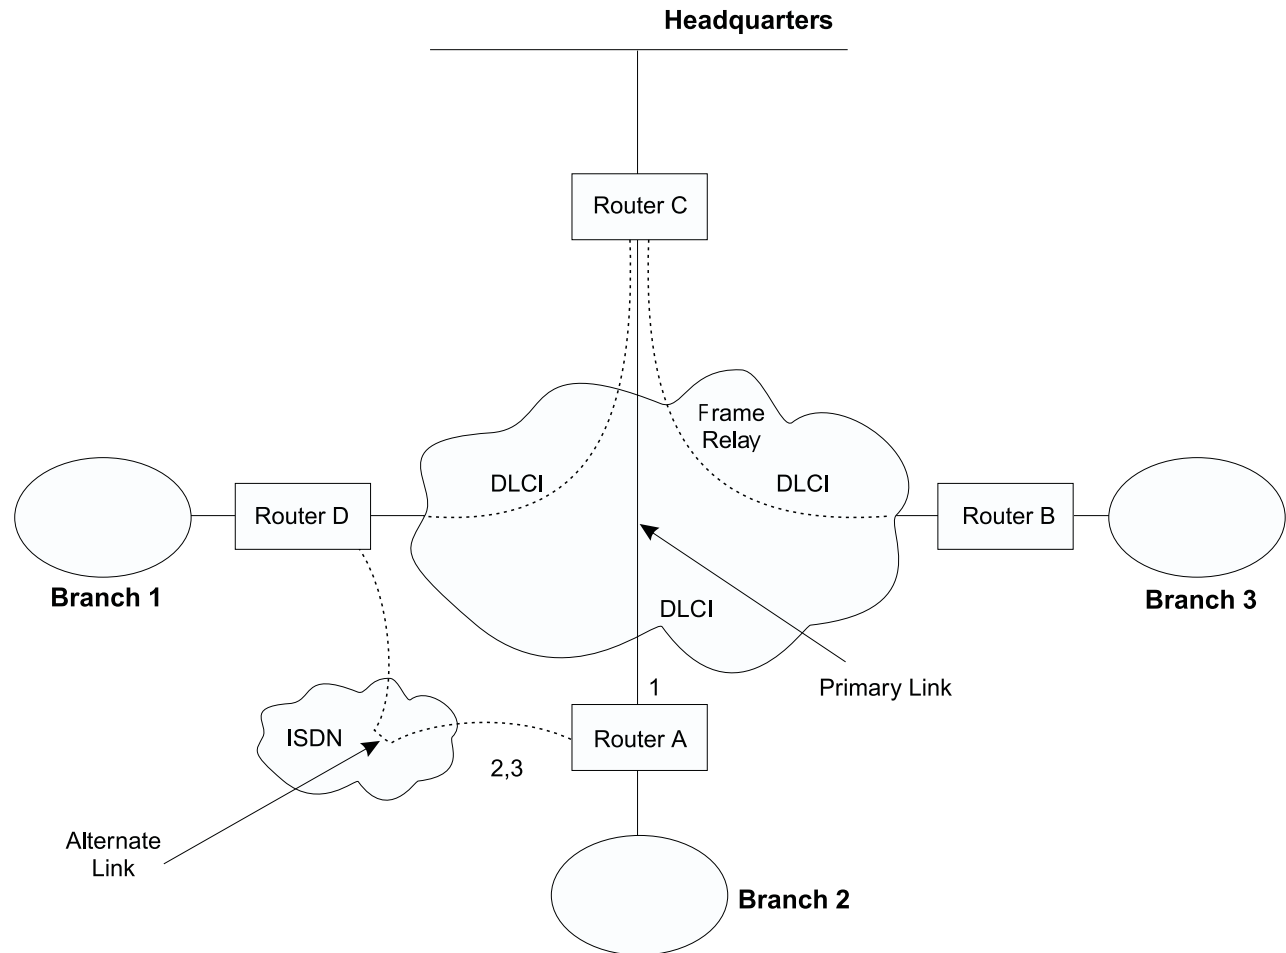 Headquarters
Router C
Frame
Relay
DLCI
DLCI
Router D
Router B
Branch 1
Branch 3
DLCI
1
Primary Link
ISDN
Router A
2,3
Alternate
Link
Branch 2